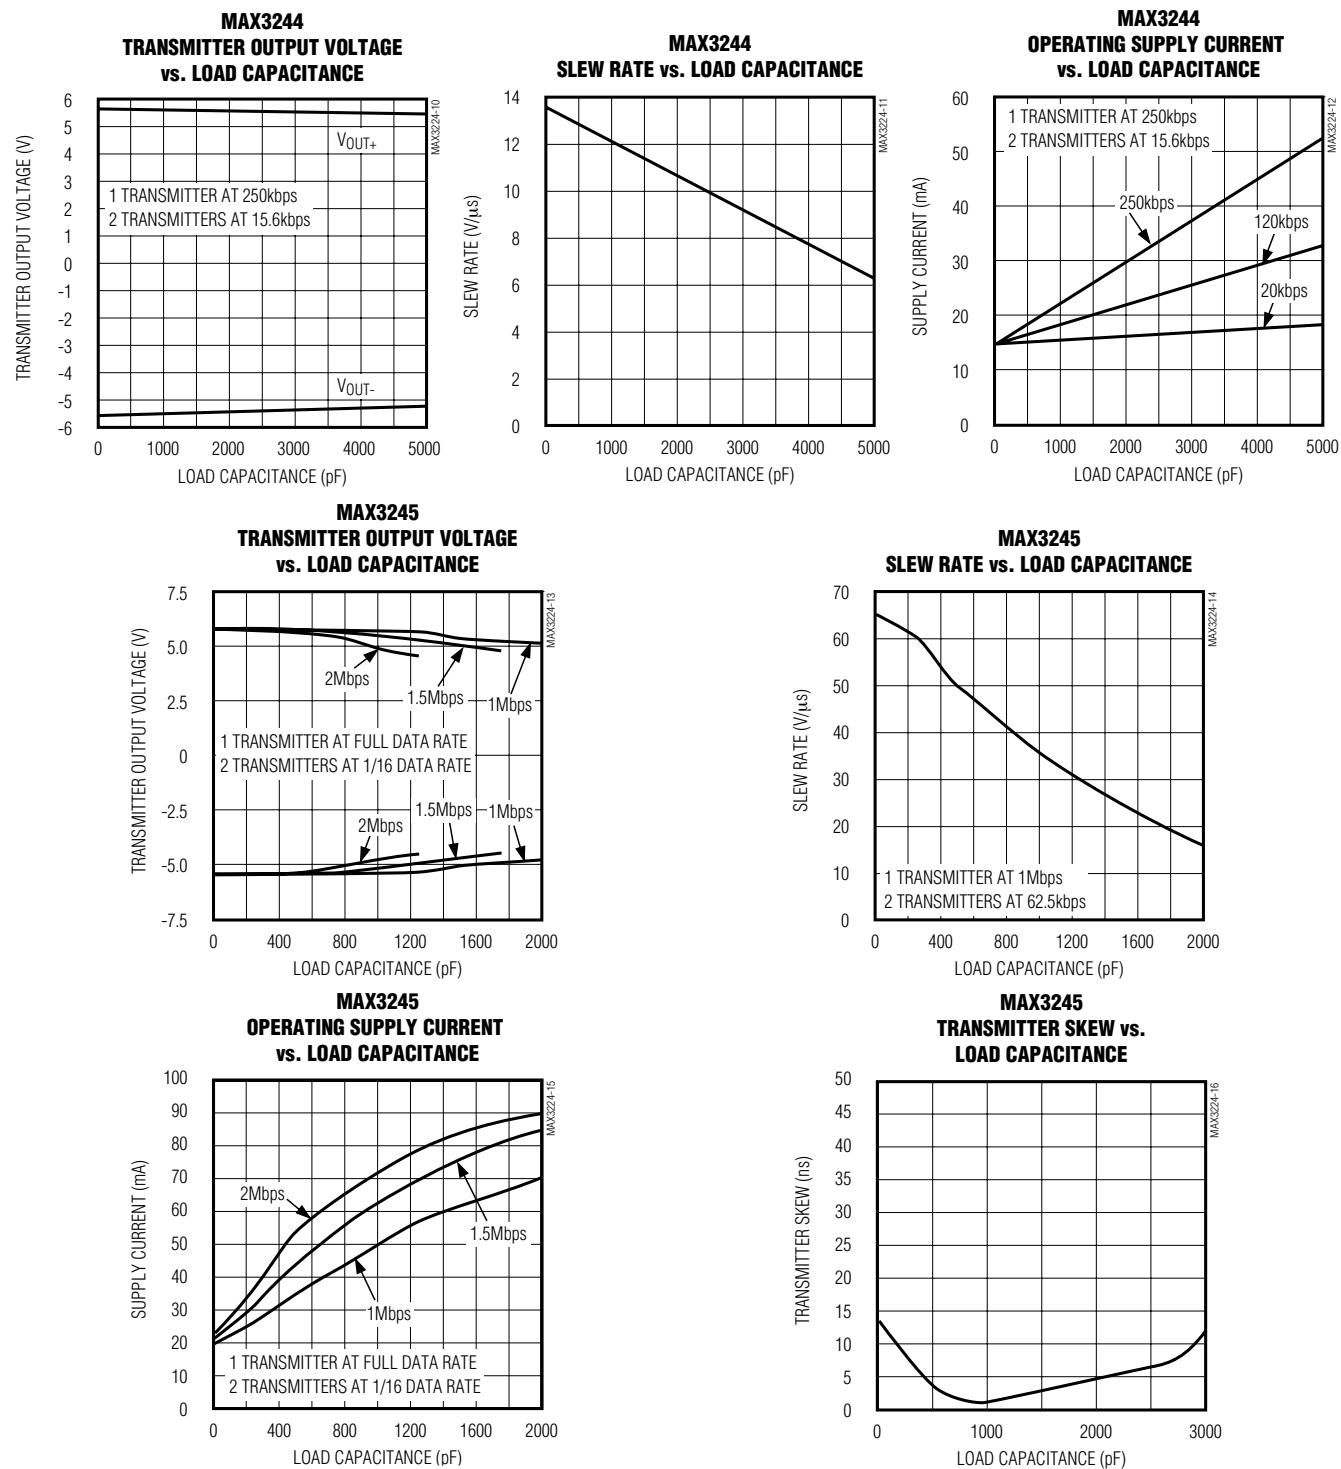 MAX3244
TRANSMITTER OUTPUT VOLTAGE
vs. LOAD CAPACITANCE
TRANSMITTER OUTPUT VOLTAGE (V)
6
5
4
3
2
1
0
-1
-2
-3
-4
-5
-6
VOUT+
1 TRANSMITTER AT 250kbps
2 TRANSMITTERS AT 15.6kbps
VOUT-
MAX3224-10
0 1000 2000 3000 4000 5000
LOAD CAPACITANCE (pF)
MAX3244
SLEW RATE vs. LOAD CAPACITANCE
SLEW RATE (V/μs)
14
12
10
8
6
4
2
0
MAX3224-11
0 1000 2000 3000 4000 5000
LOAD CAPACITANCE (pF)
MAX3244
OPERATING SUPPLY CURRENT
vs. LOAD CAPACITANCE
SUPPLY CURRENT (mA)
60
50
40
30
20
10
0
1 TRANSMITTER AT 250kbps
2 TRANSMITTERS AT 15.6kbps
250kbps
120kbps
20kbps
MAX3224-12
0 1000 2000 3000 4000 5000
LOAD CAPACITANCE (pF)
MAX3245
TRANSMITTER OUTPUT VOLTAGE
vs. LOAD CAPACITANCE
TRANSMITTER OUTPUT VOLTAGE (V)
7.5
5.0
2.5
0
-2.5
-5.0
-7.5
2Mbps
1.5Mbps
1Mbps
1 TRANSMITTER AT FULL DATA RATE
2 TRANSMITTERS AT 1/16 DATA RATE
2Mbps
1.5Mbps
1Mbps
MAX3224-13
0 400 800 1200 1600 2000
LOAD CAPACITANCE (pF)
MAX3245
SLEW RATE vs. LOAD CAPACITANCE
SLEW RATE (V/μs)
70
60
50
40
30
20
10
0
1 TRANSMITTER AT 1Mbps
2 TRANSMITTERS AT 62.5kbps
MAX3224-14
0 400 800 1200 1600 2000
LOAD CAPACITANCE (pF)
MAX3245
OPERATING SUPPLY CURRENT
vs. LOAD CAPACITANCE
SUPPLY CURRENT (mA)
100
90
80
70
60
50
40
30
20
10
0
2Mbps
1.5Mbps
1Mbps
1 TRANSMITTER AT FULL DATA RATE
2 TRANSMITTERS AT 1/16 DATA RATE
MAX3224-15
0 400 800 1200 1600 2000
LOAD CAPACITANCE (pF)
MAX3245
TRANSMITTER SKEW vs.
LOAD CAPACITANCE
TRANSMITTER SKEW (ns)
50
45
40
35
30
25
20
15
10
5
0
MAX3224-16
0 1000 2000 3000
LOAD CAPACITANCE (pF)